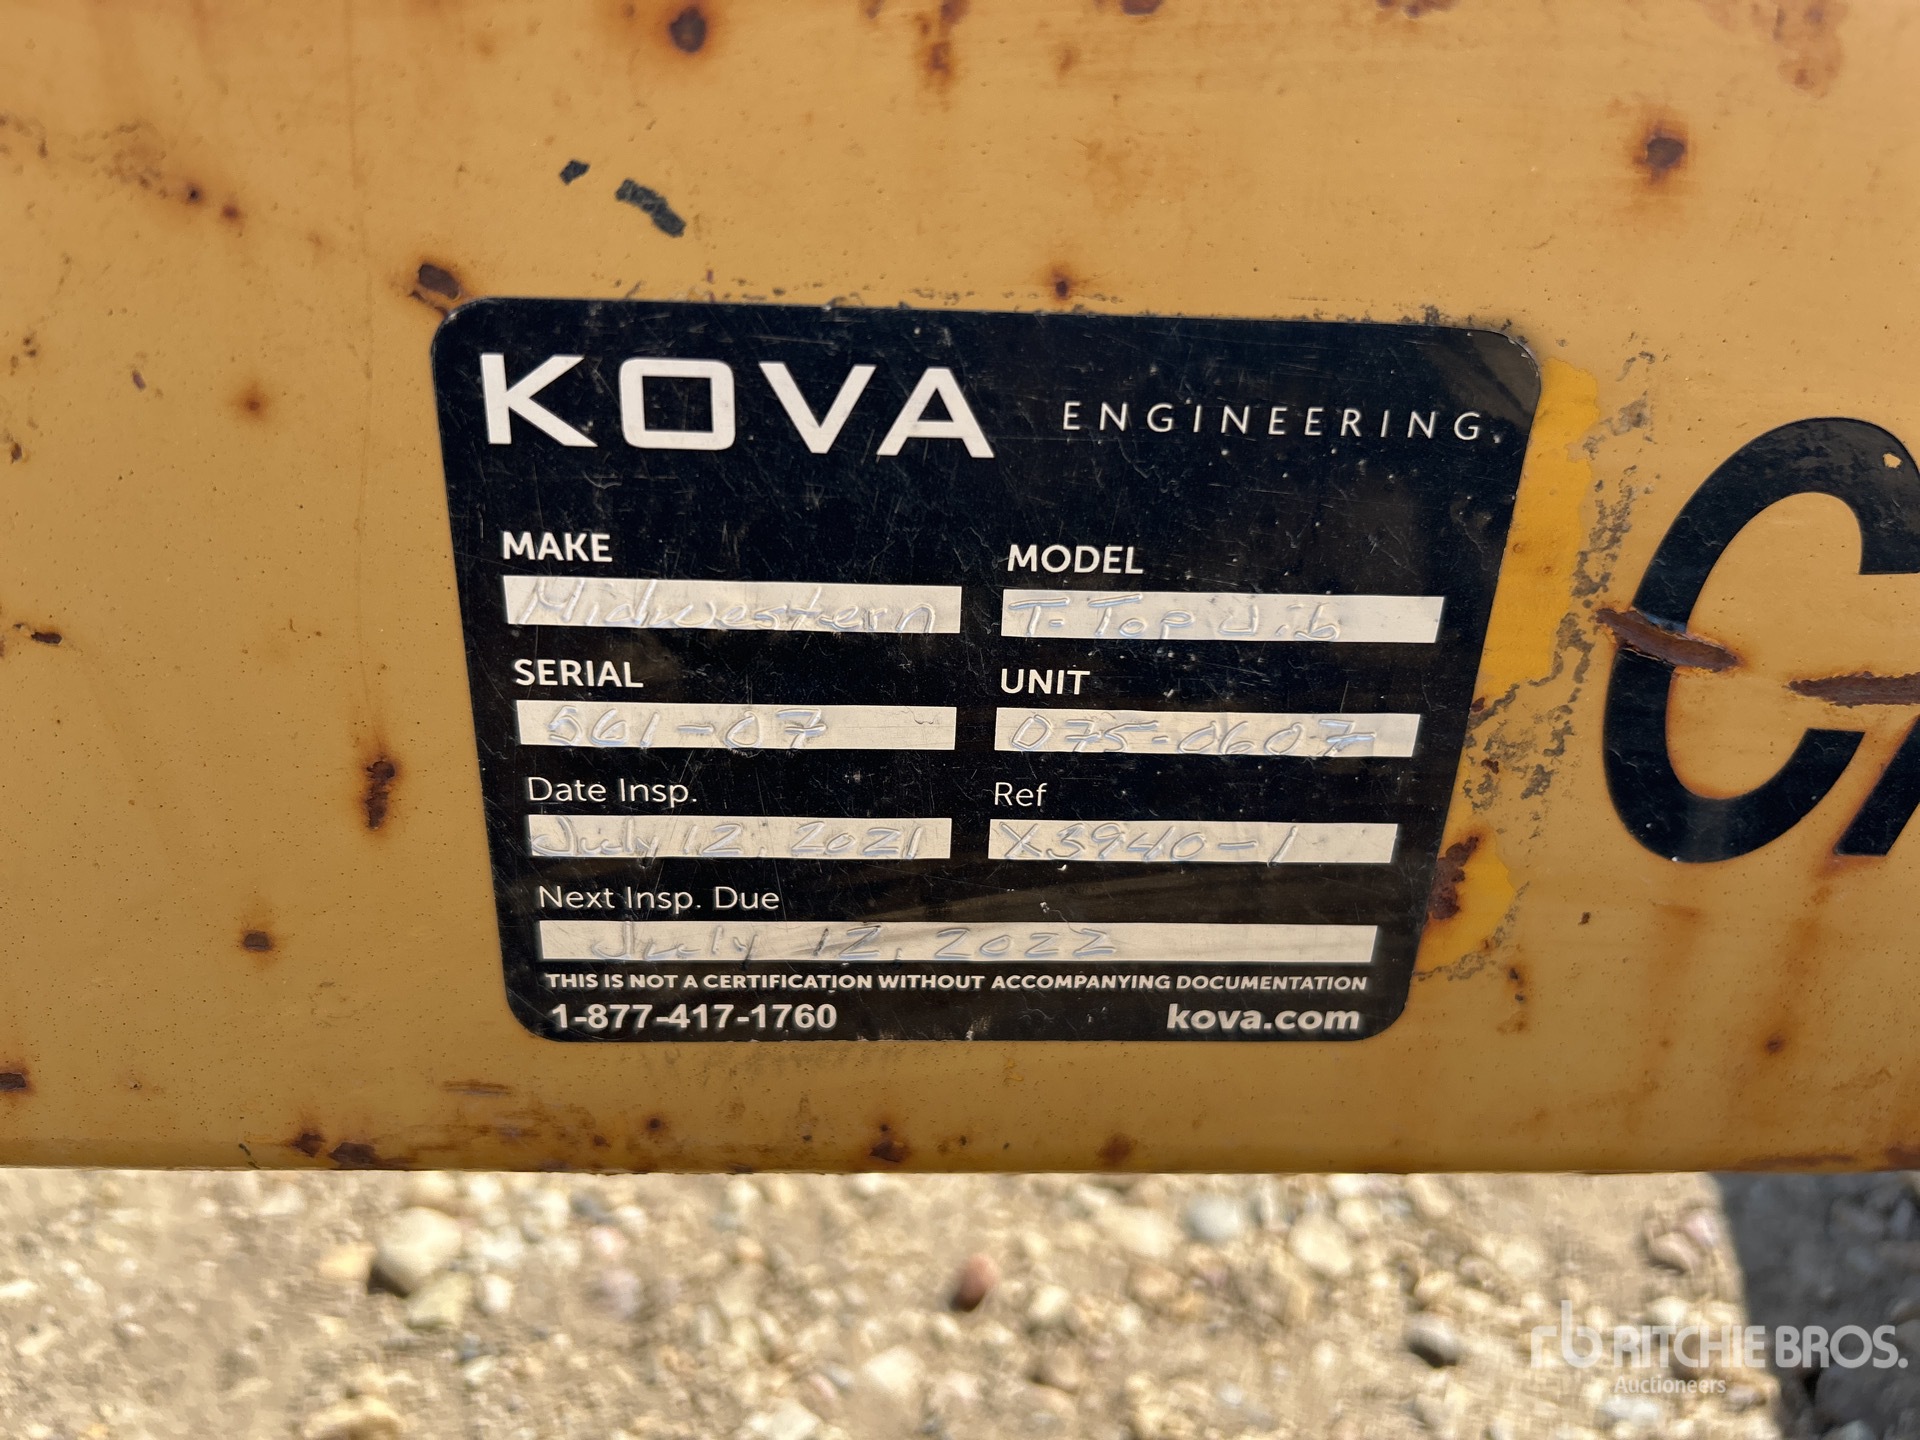 KOVA ENGINEERING
MAKE
Midwestern
MODEL
T-Top Jib
SERIAL
561-07
UNIT
075-0607
Date Insp.
July 12, 2021
Ref
X3940-1
Next Insp. Due
July 12, 2022
THIS IS NOT A CERTIFICATION WITHOUT ACCOMPANYING DOCUMENTATION
1-877-417-1760
kova.com
rb RITCHIE BROS.
Auctioneers